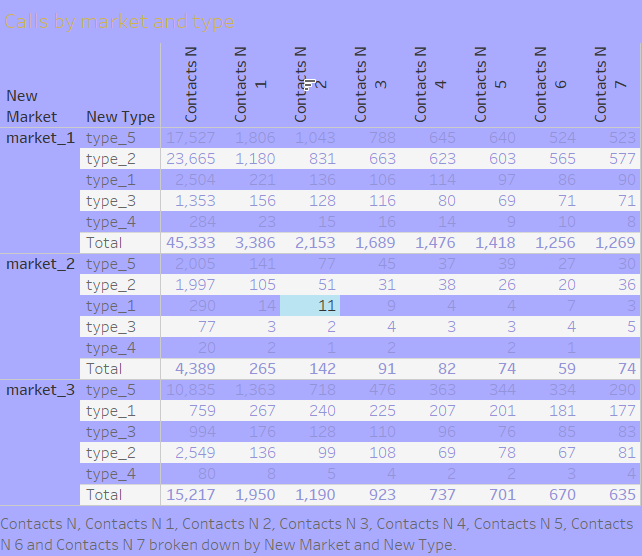 Calls by market and type
New Market New Type Contacts N Contacts N 1 Contacts N 2 Contacts N 3 Contacts N 4 Contacts N 5 Contacts N 6 Contacts N 7
market_1 type_5 17,527 1,806 1,043 788 645 640 524 523
type_2 23,665 1,180 831 663 623 603 565 577
type_1 2,504 221 136 106 114 97 86 90
type_3 1,353 156 128 116 80 69 71 71
type_4 284 23 15 16 14 9 10 8
Total 45,333 3,386 2,153 1,689 1,476 1,418 1,256 1,269
market_2 type_5 2,005 141 77 45 37 39 27 30
type_2 1,997 105 51 31 38 26 20 36
type_1 290 14 11 9 4 4 7 3
type_3 77 3 2 4 3 3 4 5
type_4 20 2 1 2 2 1
Total 4,389 265 142 91 82 74 59 74
market_3 type_5 10,835 1,363 718 476 363 344 334 290
type_1 759 267 240 225 207 201 181 177
type_3 994 176 128 110 96 76 85 83
type_2 2,549 136 99 108 69 78 67 81
type_4 80 8 5 4 2 2 3 4
Total 15,217 1,950 1,190 923 737 701 670 635
Contacts N, Contacts N 1, Contacts N 2, Contacts N 3, Contacts N 4, Contacts N 5, Contacts
N 6 and Contacts N 7 broken down by New Market and New Type.